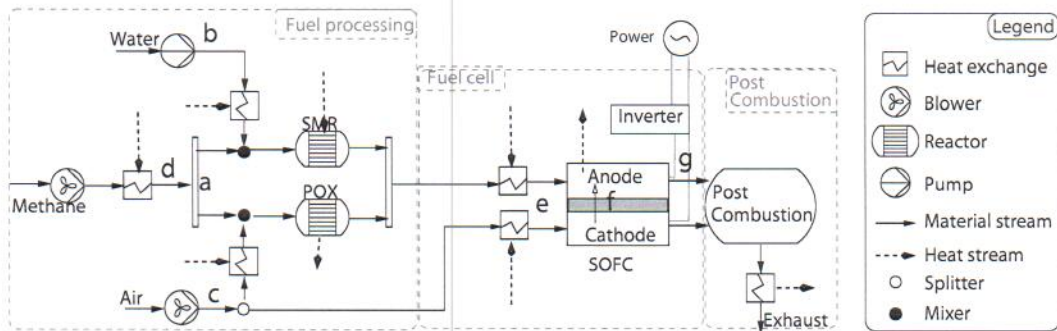 Fuel processing
Water
b
SMR
d
a
Methane
POX
Air
c
Fuel cell
Power
Inverter
Anode
g
e
f
Cathode
SOFC
Post
Combustion
Post
Combustion
Exhaust
Legend
Heat exchange
Blower
Reactor
Pump
Material stream
Heat stream
Splitter
Mixer